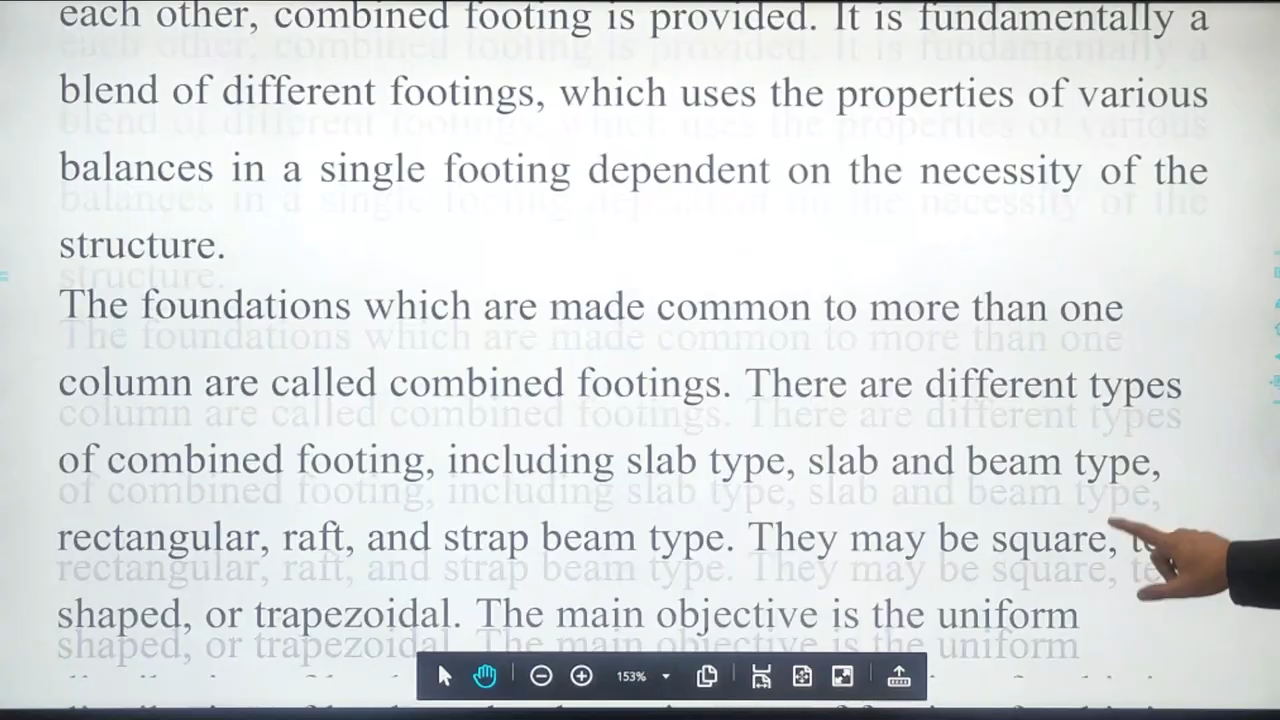 each other, combined footing is provided. It is fundamentally a
blend of different footings, which uses the properties of various
balances in a single footing dependent on the necessity of the
structure.
The foundations which are made common to more than one
column are called combined footings. There are different types
of combined footing, including slab type, slab and beam type,
rectangular, raft, and strap beam type. They may be square,
shaped, or trapezoidal. The main objective is the uniform
153%